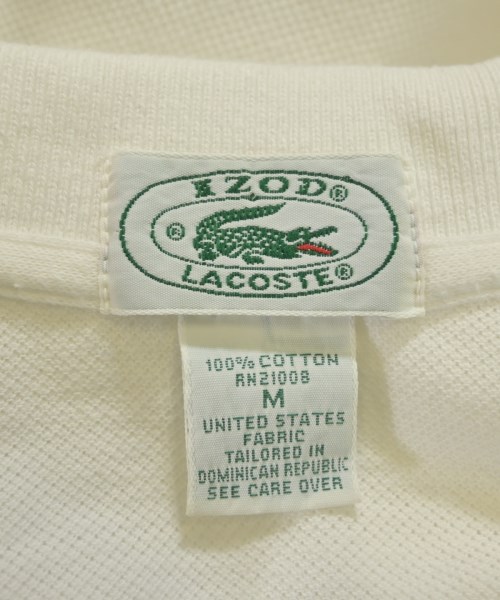 IZOD®
®
LACOSTE®
100% COTTON
RN21008
M
UNITED STATES
FABRIC
TAILORED IN
DOMINICAN REPUBLIC
SEE CARE OVER